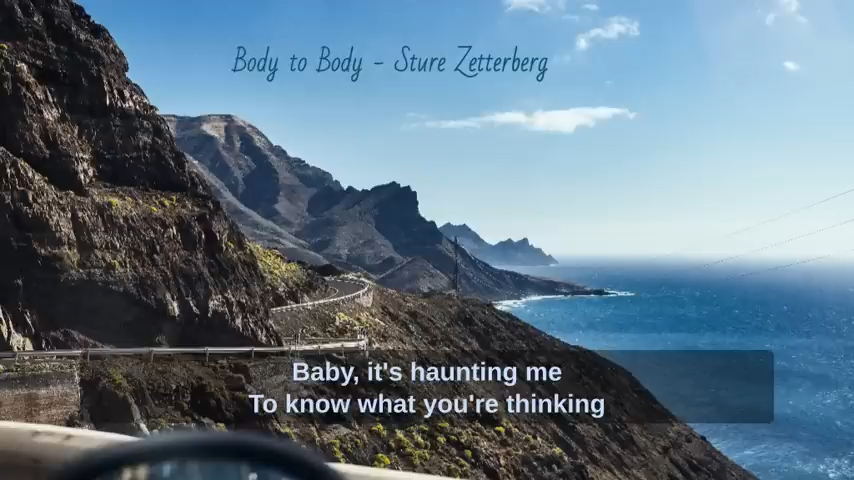 Body to Body - Sture Zetterberg
Baby, it's haunting me
To know what you're thinking